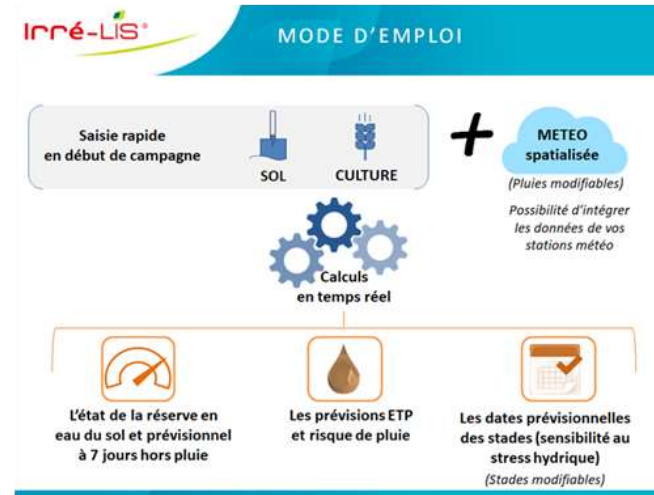 Irré-LIS®
MODE D'EMPLOI
Saisie rapide
en début de campagne
SOL
CULTURE
METEO
spatialisée
(Pluies modifiables)
Possibilité d'intégrer
les données de vos
stations météo
Calculs
en temps réel
L'état de la réserve en
eau du sol et prévisionnel
à 7 jours hors pluie
Les prévisions ETP
et risque de pluie
Les dates prévisionnelles
des stades (sensibilité au
stress hydrique)
(Stades modifiables)